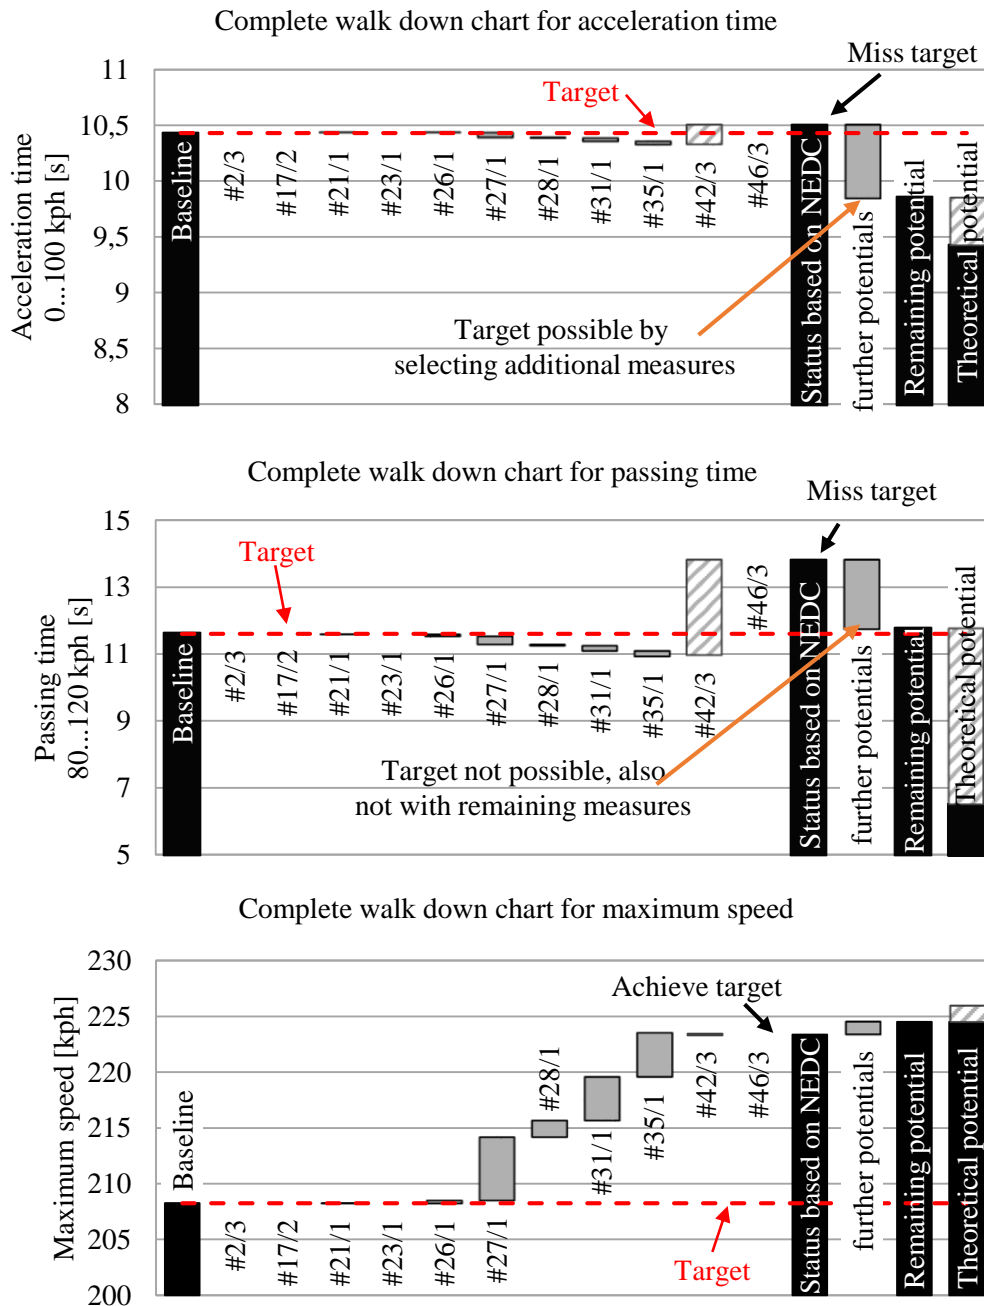 Complete walk down chart for acceleration time
Miss target
Target
Acceleration time
0...100 kph [s]
11
10,5
10
9,5
9
8,5
8
Baseline
#2/3
#17/2
#21/1
#23/1
#26/1
#27/1
#28/1
#31/1
#35/1
#42/3
#46/3
Status based on NEDC
further potentials
Remaining potential
Theoretical potential
Target possible by
selecting additional measures
Complete walk down chart for passing time
Miss target
Target
Passing time
80...120 kph [s]
15
13
11
9
7
5
Baseline
#2/3
#17/2
#21/1
#23/1
#26/1
#27/1
#28/1
#31/1
#35/1
#42/3
#46/3
Status based on NEDC
further potentials
Remaining potential
Theoretical potential
Target not possible, also
not with remaining measures
Complete walk down chart for maximum speed
Achieve target
Maximum speed [kph]
230
225
220
215
210
205
200
Baseline
#2/3
#17/2
#21/1
#23/1
#26/1
#27/1
#28/1
#31/1
#35/1
#42/3
#46/3
Status based on NEDC
further potentials
Remaining potential
Theoretical potential
Target